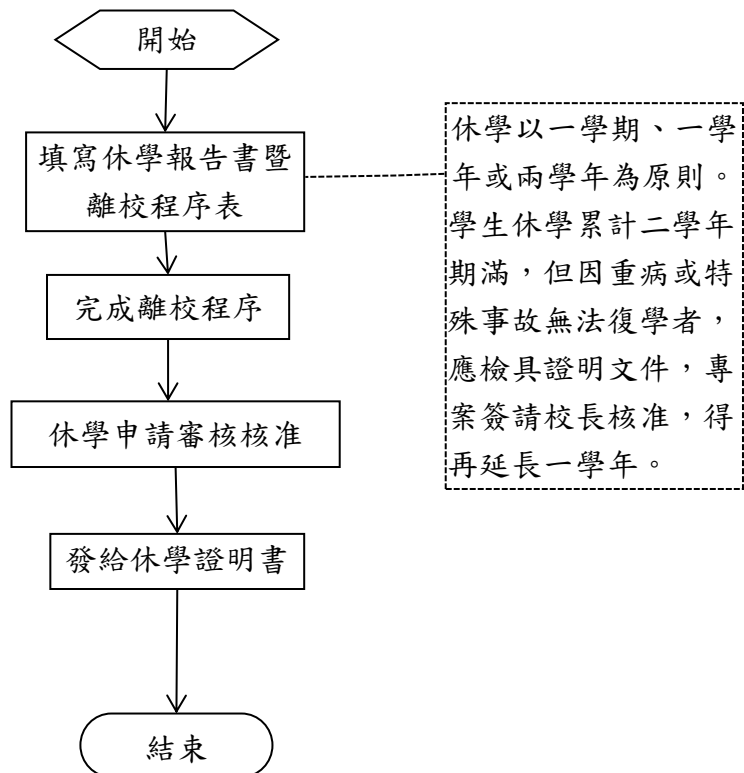 開始
填寫休學報告書暨
離校程序表
休學以一學期、一學
年或兩學年為原則。
學生休學累計二學年
期滿，但因重病或特
殊事故無法復學者，
應檢具證明文件，專
案簽請校長核准，得
再延長一學年。
完成離校程序
休學申請審核核准
發給休學證明書
結束